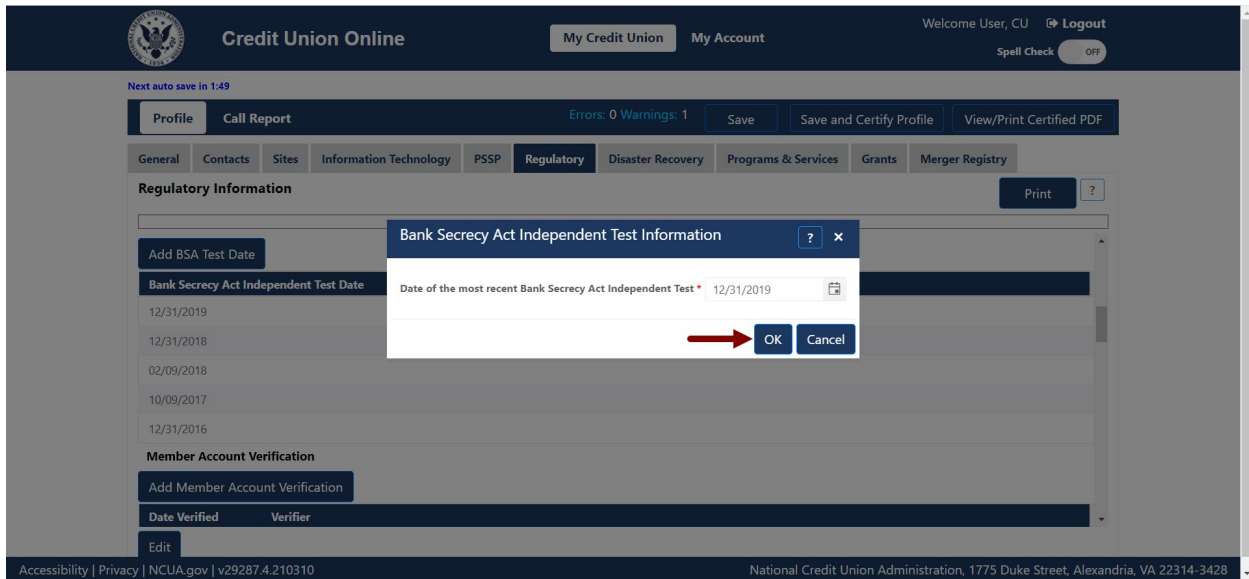 Credit Union Online
My Credit Union My Account
Welcome User, CU Logout
Spell Check OFF
Next auto save in 1:49
Profile Call Report Errors: 0 Warnings: 1 Save Save and Certify Profile View/Print Certified PDF
General Contacts Sites Information Technology PSSP Regulatory Disaster Recovery Programs & Services Grants Merger Registry
Regulatory Information Print ?
Bank Secrecy Act Independent Test Information ? ×
Add BSA Test Date
Bank Secrecy Act Independent Test Date
Date of the most recent Bank Secrecy Act Independent Test * 12/31/2019
12/31/2019
12/31/2018
OK Cancel
02/09/2018
10/09/2017
12/31/2016
Member Account Verification
Add Member Account Verification
Date Verified Verifier
Edit
Accessibility | Privacy | NCUA.gov | v29287.4.210310 National Credit Union Administration, 1775 Duke Street, Alexandria, VA 22314-3428